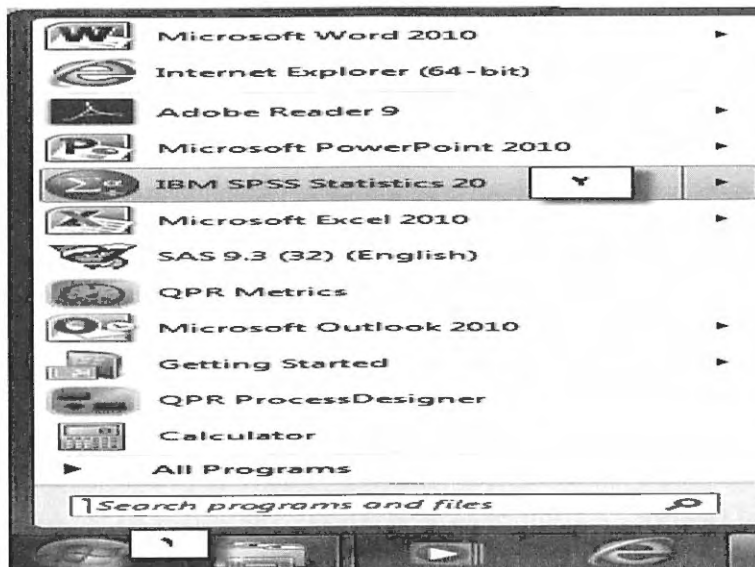 Microsoft Word 2010
Internet Explorer (64-bit)
Adobe Reader 9
Microsoft PowerPoint 2010
IBM SPSS Statistics 20 ٢
Microsoft Excel 2010
SAS 9.3 (32) (English)
QPR Metrics
Microsoft Outlook 2010
Getting Started
QPR ProcessDesigner
Calculator
All Programs
Search programs and files
١